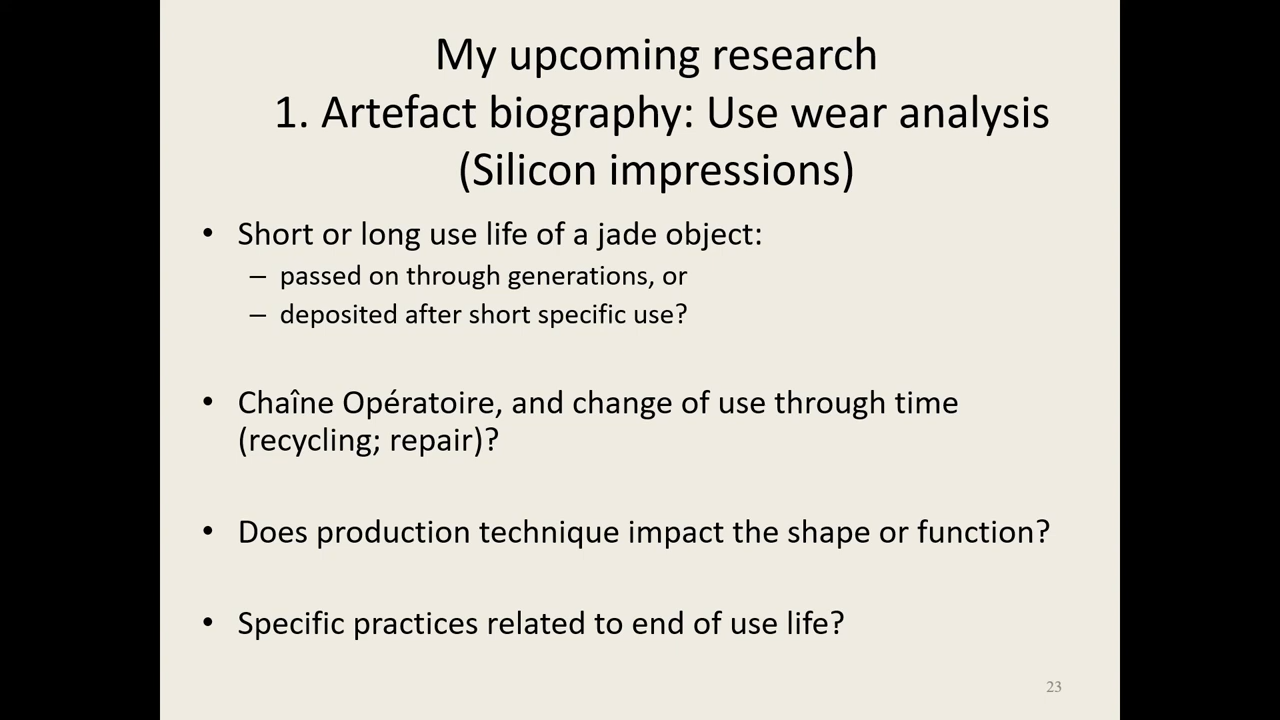 My upcoming research
1. Artefact biography: Use wear analysis
(Silicon impressions)
• Short or long use life of a jade object:
– passed on through generations, or
– deposited after short specific use?
• Chaîne Opératoire, and change of use through time
(recycling; repair)?
• Does production technique impact the shape or function?
• Specific practices related to end of use life?
23